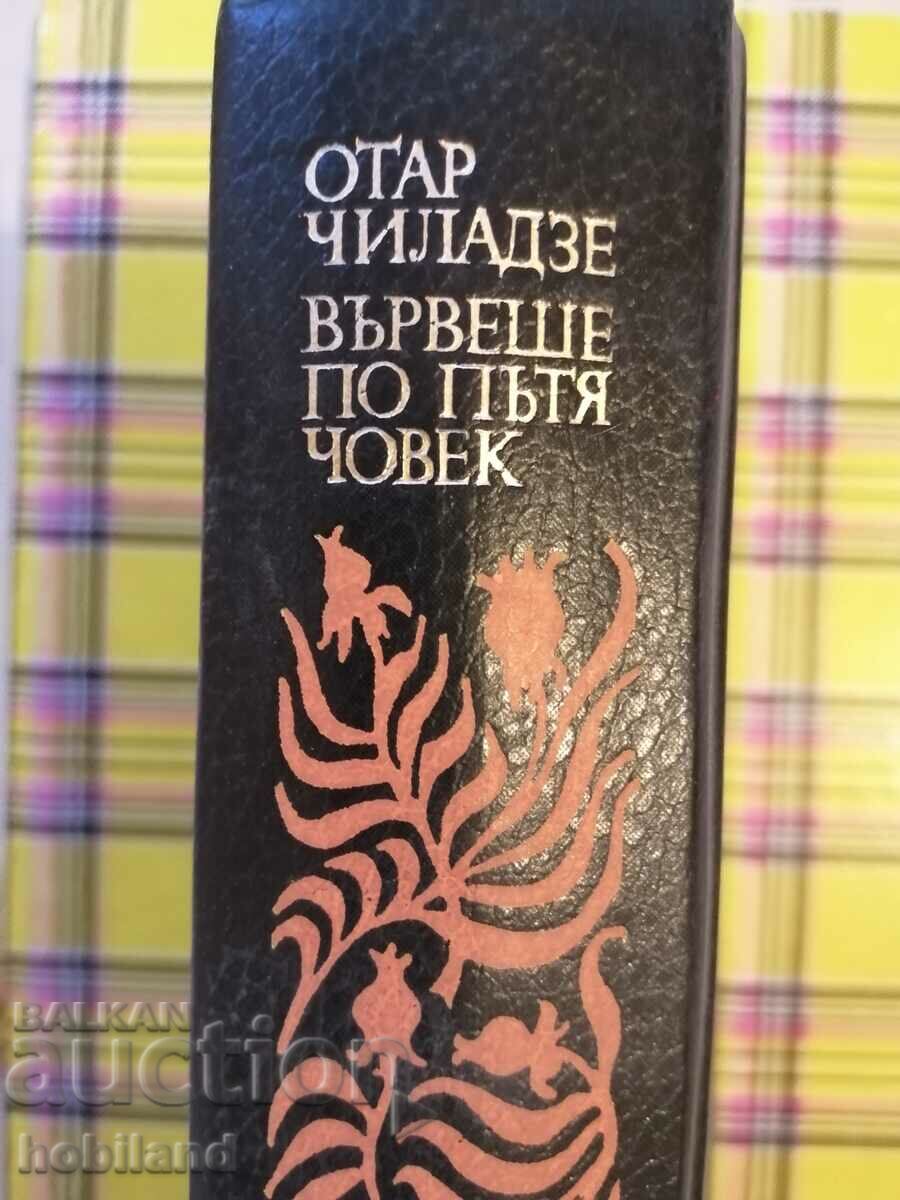 ОТАР
ЧИЛАДЗЕ
ВЪРВЕШЕ
ПО ПЪТЯ
ЧОВЕК
BALKAN
auction
hobiland